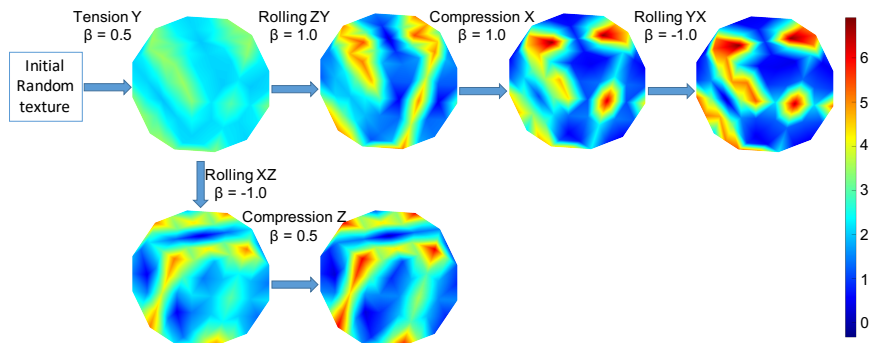 Tension Y
β = 0.5
Rolling ZY
β = 1.0
Compression X
β = 1.0
Rolling YX
β = -1.0
Initial
Random
texture
6
5
4
3
2
1
0
Rolling XZ
β = -1.0
Compression Z
β = 0.5